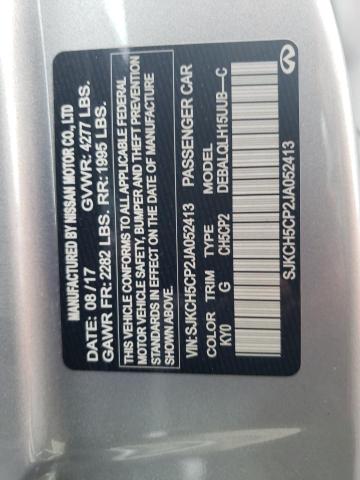 MANUFACTURED BY NISSAN MOTOR CO., LTD
DATE: 08/17 GVWR: 4277 LBS.
GAWR FR: 2282 LBS. RR: 1995 LBS.
THIS VEHICLE CONFORMS TO ALL APPLICABLE FEDERAL
MOTOR VEHICLE SAFETY, BUMPER AND THEFT PREVENTION
STANDARDS IN EFFECT ON THE DATE OF MANUFACTURE
SHOWN ABOVE.
VIN: SJKCH5CP2JA052413 PASSENGER CAR
COLOR TRIM TYPE MODEL
KY0 G CH5CP2 DEBALQLH15UUB--C
SJKCH5CP2JA052413